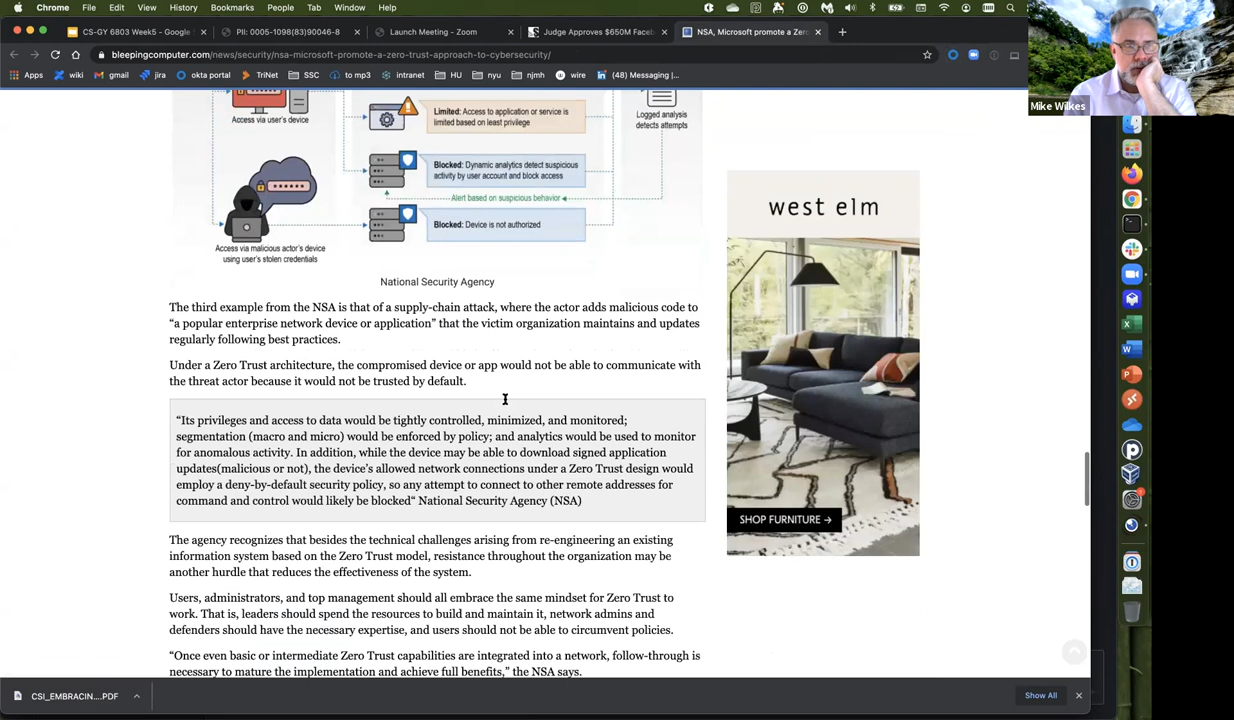 Chrome File Edit View History Bookmarks People Tab Window Help
CS-GY 6803 Week5 - Google
PII: 0005-1098(83)90046-8
Launch Meeting - Zoom
Judge Approves $650M Faceb
NSA, Microsoft promote a Zero
bleepingcomputer.com/news/security/nsa-microsoft-promote-a-zero-trust-approach-to-cybersecurity/
Apps wiki gmail jira okta portal TriNet SSC to mp3 intranet HU nyu njmh wire (48) Messaging |...
Mike Wilkes
Access via user's device
Limited: Access to application or service is
limited based on least privilege
Logged analysis
detects attempts
Blocked: Dynamic analytics detect suspicious
activity by user account and block access
Alert based on suspicious behavior
Blocked: Device is not authorized
Access via malicious actor's device
using user's stolen credentials
National Security Agency
The third example from the NSA is that of a supply-chain attack, where the actor adds malicious code to
“a popular enterprise network device or application” that the victim organization maintains and updates
regularly following best practices.
Under a Zero Trust architecture, the compromised device or app would not be able to communicate with
the threat actor because it would not be trusted by default.
“Its privileges and access to data would be tightly controlled, minimized, and monitored;
segmentation (macro and micro) would be enforced by policy; and analytics would be used to monitor
for anomalous activity. In addition, while the device may be able to download signed application
updates(malicious or not), the device’s allowed network connections under a Zero Trust design would
employ a deny-by-default security policy, so any attempt to connect to other remote addresses for
command and control would likely be blocked“ National Security Agency (NSA)
The agency recognizes that besides the technical challenges arising from re-engineering an existing
information system based on the Zero Trust model, resistance throughout the organization may be
another hurdle that reduces the effectiveness of the system.
Users, administrators, and top management should all embrace the same mindset for Zero Trust to
work. That is, leaders should spend the resources to build and maintain it, network admins and
defenders should have the necessary expertise, and users should not be able to circumvent policies.
“Once even basic or intermediate Zero Trust capabilities are integrated into a network, follow-through is
necessary to mature the implementation and achieve full benefits,” the NSA says.
west elm
SHOP FURNITURE →
CSI_EMBRACIN....PDF
Show All